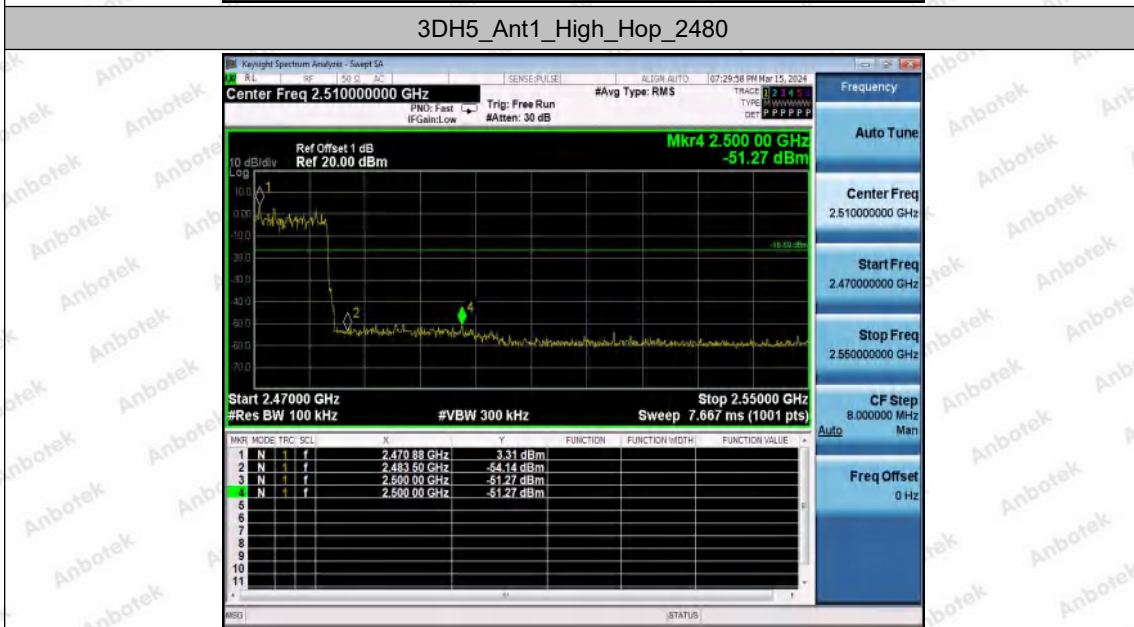 3DH5_Ant1_High_Hop_2480
Keysight Spectrum Analyzer - Swept SA
RL RF 50 Ω AC SENSE:PULSE ALIGN AUTO 07:29:58 PM Mar 15, 2024
Center Freq 2.510000000 GHz
PNO: Fast
IFGain:Low
Trig: Free Run
#Atten: 30 dB
#Avg Type: RMS
TRACE 1 2 3 4 5 6
TYPE M WWWWW
DET P P P P P P
Frequency
Auto Tune
Center Freq
2.510000000 GHz
Start Freq
2.470000000 GHz
Stop Freq
2.550000000 GHz
CF Step
8.000000 MHz
Auto Man
Freq Offset
0 Hz
Mkr4 2.500 00 GHz
-51.27 dBm
Ref Offset 1 dB
10 dB/div Ref 20.00 dBm
Log
10.0
0.00
-10.0
-20.0
-30.0
-40.0
-50.0
-60.0
-70.0
1
2
4
Start 2.47000 GHz Stop 2.55000 GHz
#Res BW 100 kHz #VBW 300 kHz Sweep 7.667 ms (1001 pts)
MKR MODE TRC SCL X Y FUNCTION FUNCTION WIDTH FUNCTION VALUE
1 N 1 f 2.470 88 GHz 3.31 dBm
2 N 1 f 2.483 50 GHz -54.14 dBm
3 N 1 f 2.500 00 GHz -51.27 dBm
4 N 1 f 2.500 00 GHz -51.27 dBm
5
6
7
8
9
10
11
MSG STATUS
Anbotek